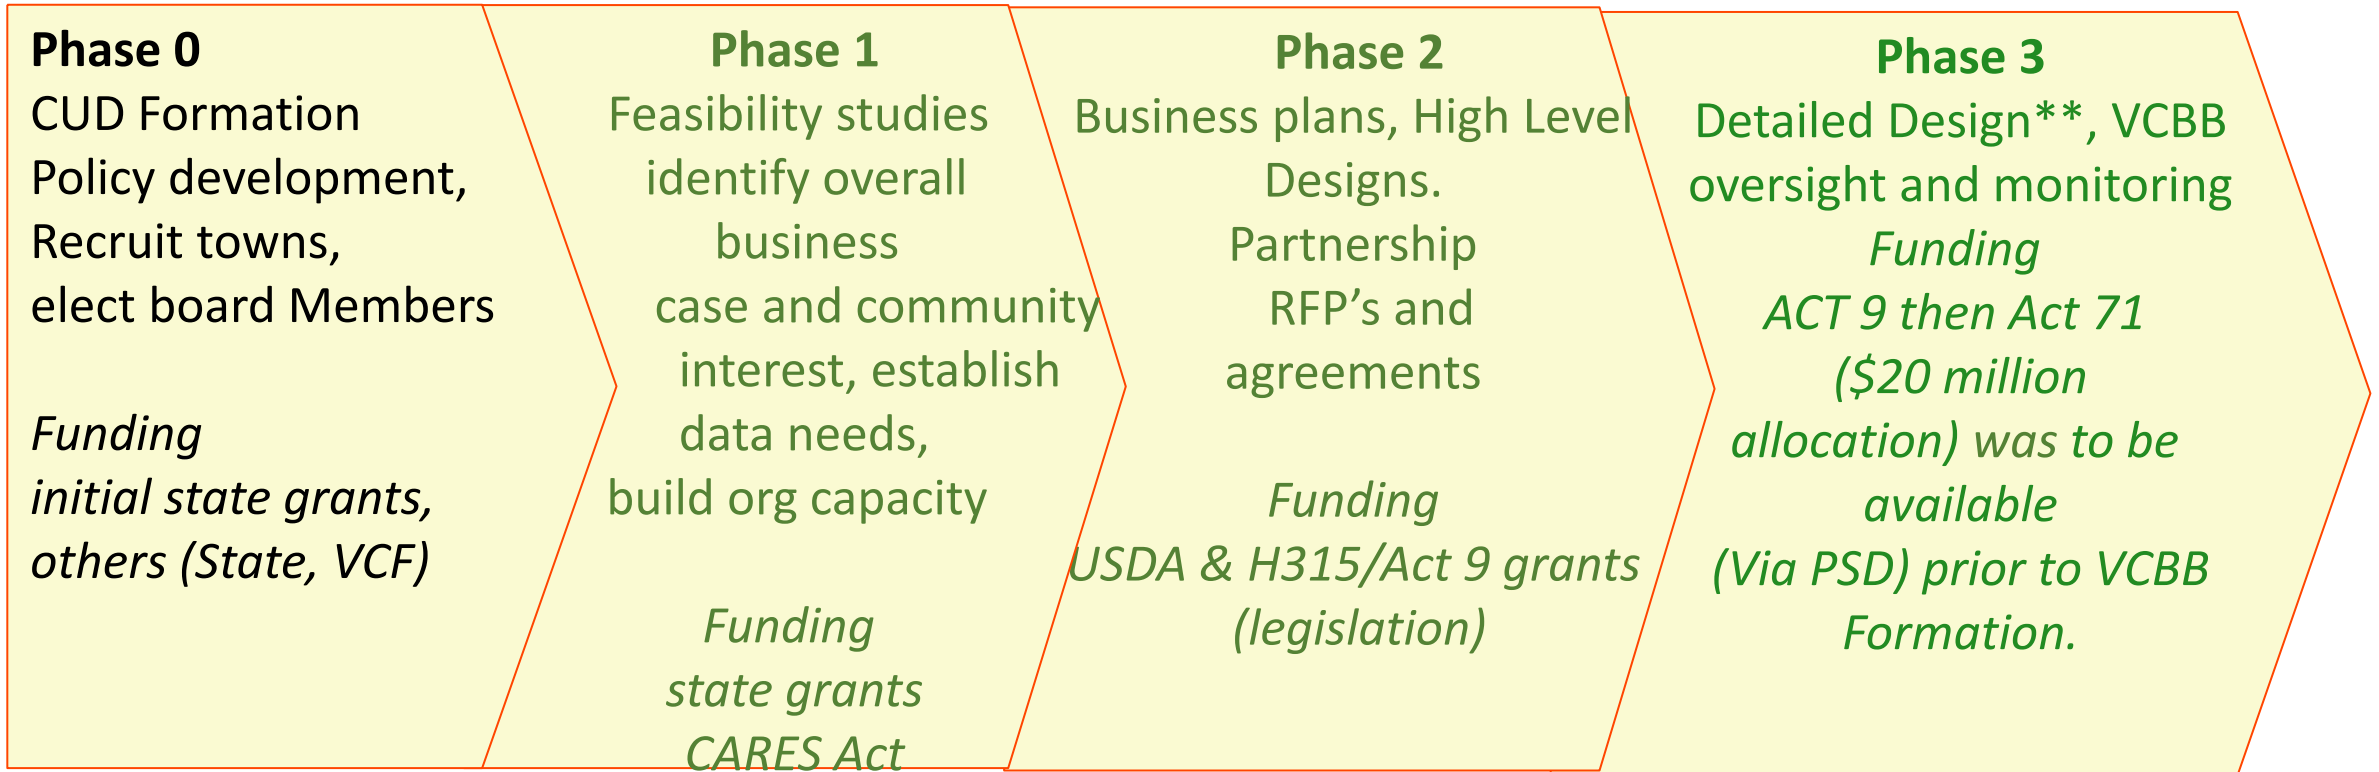 Phase 0
CUD Formation
Policy development,
Recruit towns,
elect board Members
Funding
initial state grants,
others (State, VCF)
Phase 1
Feasibility studies
identify overall
business
case and community
interest, establish
data needs,
build org capacity
Funding
state grants
CARES Act
Phase 2
Business plans, High Level
Designs.
Partnership
RFP’s and
agreements
Funding
USDA & H315/Act 9 grants
(legislation)
Phase 3
Detailed Design**, VCBB
oversight and monitoring
Funding
ACT 9 then Act 71
($20 million
allocation) was to be
available
(Via PSD) prior to VCBB
Formation.